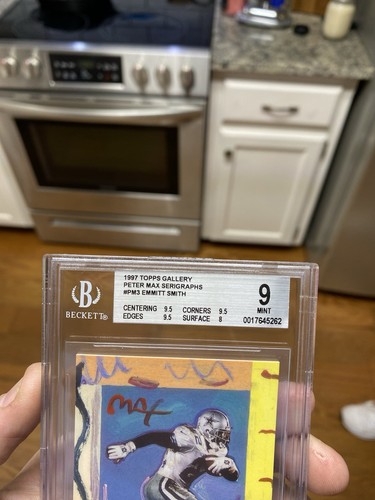 1997 TOPPS GALLERY
PETER MAX SERIGRAPHS
#PM3 EMMITT SMITH
CENTERING 9.5 CORNERS 9.5
EDGES 9.5 SURFACE 8
9
MINT
0017645262
B
BECKETT®
max